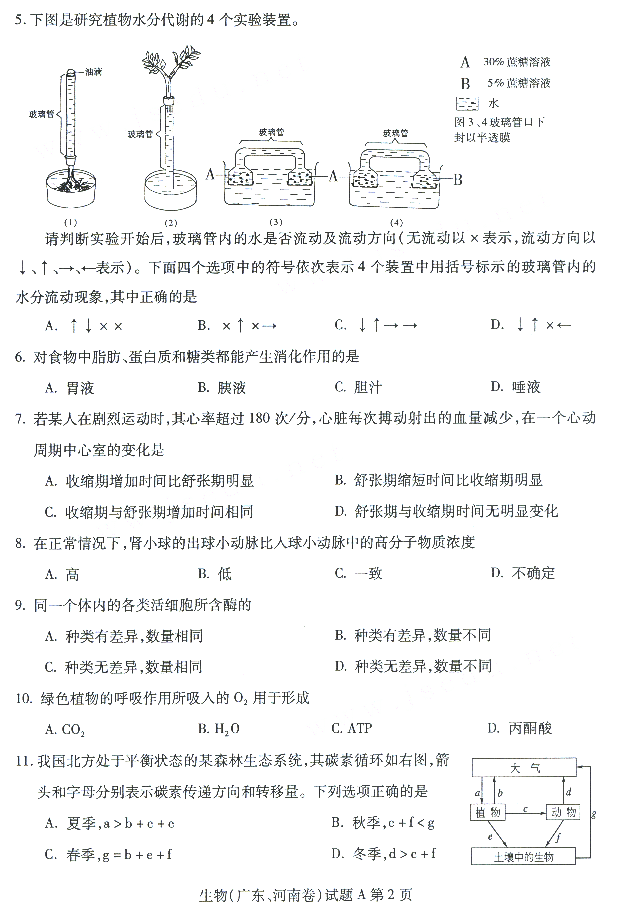 5. 下图是研究植物水分代谢的4个实验装置。
油液
玻璃管
玻璃管
玻璃管
玻璃管
A
A
B
A 30%蔗糖溶液
B 5%蔗糖溶液
水
图3、4玻璃管口下
封以半透膜
(1)
(2)
(3)
(4)
请判断实验开始后,玻璃管内的水是否流动及流动方向(无流动以×表示,流动方向以
↓、↑、→、←表示)。下面四个选项中的符号依次表示4个装置中用括号标示的玻璃管内的
水分流动现象,其中正确的是
A. ↑↓×× B. ×↑×→ C. ↓↑→→ D. ↓↑×←
6. 对食物中脂肪、蛋白质和糖类都能产生消化作用的是
A. 胃液 B. 胰液 C. 胆汁 D. 唾液
7. 若某人在剧烈运动时,其心率超过180次/分,心脏每次搏动射出的血量减少,在一个心动
周期中心室的变化是
A. 收缩期增加时间比舒张期明显 B. 舒张期缩短时间比收缩期明显
C. 收缩期与舒张期增加时间相同 D. 舒张期与收缩期时间无明显变化
8. 在正常情况下,肾小球的出球小动脉比入球小动脉中的高分子物质浓度
A. 高 B. 低 C. 一致 D. 不确定
9. 同一个体内的各类活细胞所含酶的
A. 种类有差异,数量相同 B. 种类有差异,数量不同
C. 种类无差异,数量相同 D. 种类无差异,数量不同
10. 绿色植物的呼吸作用所吸入的O₂用于形成
A. CO₂ B. H₂O C. ATP D. 丙酮酸
11. 我国北方处于平衡状态的某森林生态系统,其碳素循环如右图,箭
头和字母分别表示碳素传递方向和转移量。下列选项正确的是
A. 夏季,a>b+c+e B. 秋季,e+f<g
C. 春季,g=b+e+f D. 冬季,d>c+f
大气
a
b
d
植物
c
动物
g
e
f
土壤中的生物
生物(广东、河南卷)试题A第2页